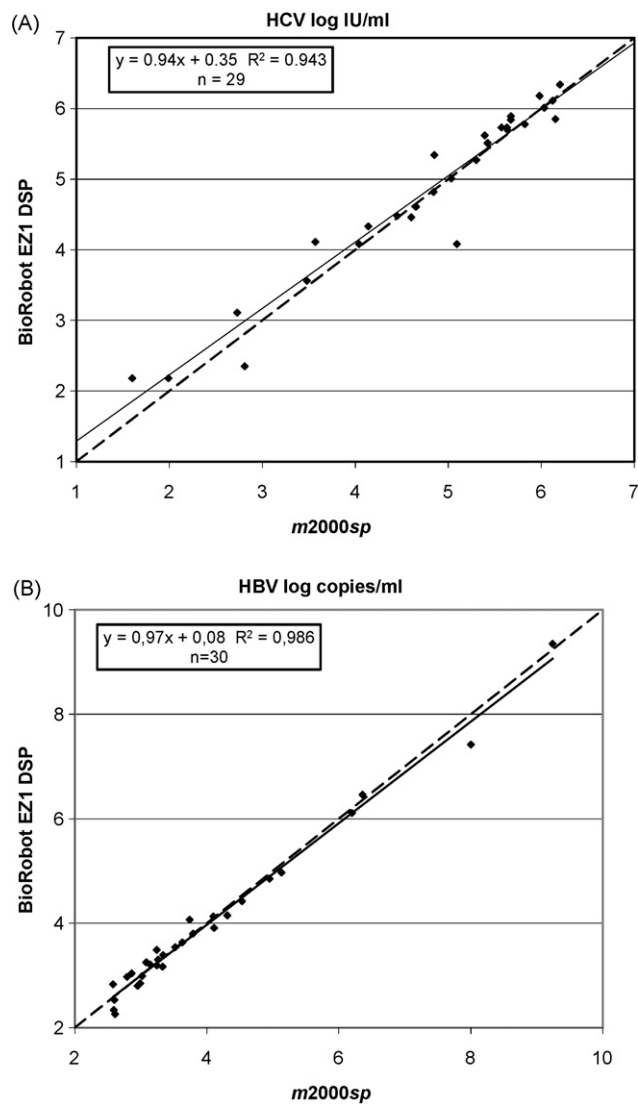 (A)
HCV log IU/ml
7
y = 0.94x + 0.35 R² = 0.943
n = 29
6
5
4
3
2
1
BioRobot EZ1 DSP
1 2 3 4 5 6 7
m2000sp
(B)
HBV log copies/ml
10
y = 0,97x + 0,08 R² = 0,986
n=30
8
6
4
2
BioRobot EZ1 DSP
2 4 6 8 10
m2000sp